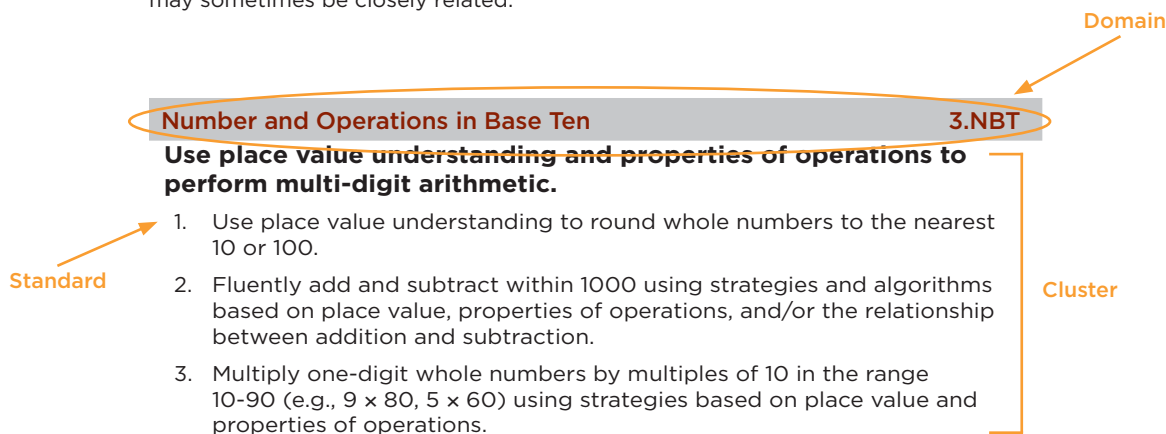 may sometimes be closely related.
Domain
Number and Operations in Base Ten 3.NBT
Use place value understanding and properties of operations to
perform multi-digit arithmetic.
1. Use place value understanding to round whole numbers to the nearest
10 or 100.
Standard
2. Fluently add and subtract within 1000 using strategies and algorithms
based on place value, properties of operations, and/or the relationship
between addition and subtraction.
Cluster
3. Multiply one-digit whole numbers by multiples of 10 in the range
10-90 (e.g., 9 × 80, 5 × 60) using strategies based on place value and
properties of operations.